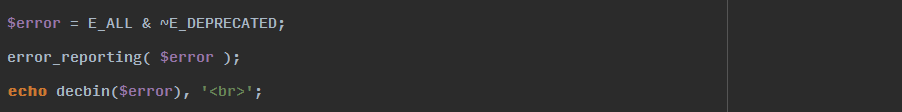 $error = E_ALL & ~E_DEPRECATED;
error_reporting( $error );
echo decbin($error), '<br>';